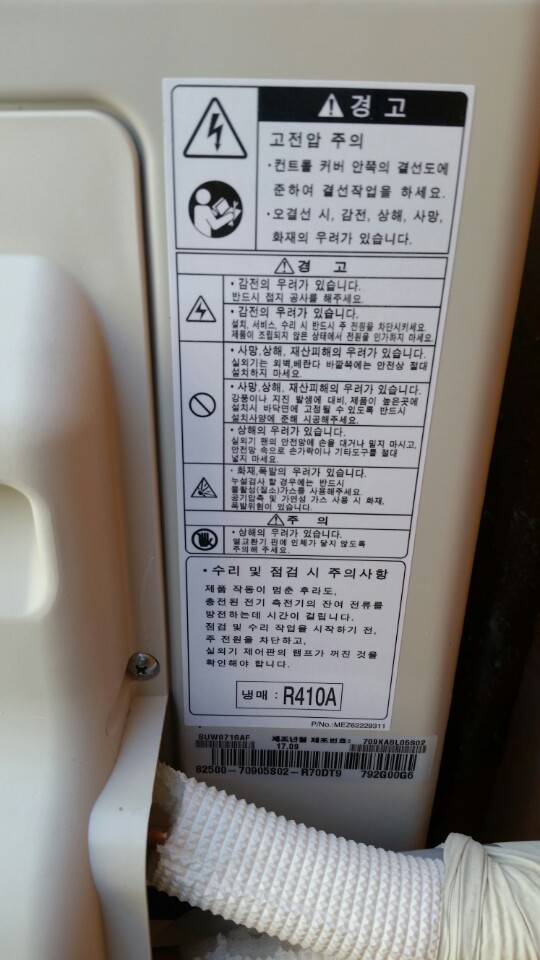 ⚠경 고
고전압 주의
·컨트롤 커버 안쪽의 결선도에
준하여 결선작업을 하세요.
·오결선 시, 감전, 상해, 사망,
화재의 우려가 있습니다.
⚠경 고
·감전의 우려가 있습니다.
반드시 접지 공사를 해주세요.
·감전의 우려가 있습니다.
설치, 서비스, 수리 시 반드시 주 전원을 차단시키세요.
제품이 조립되지 않은 상태에서 전원을 인가하지 마세요.
·사망,상해, 재산피해의 우려가 있습니다.
실외기는 외벽,베란다 바깥쪽에는 안전상 절대
설치하지 마세요.
·사망,상해, 재산피해의 우려가 있습니다.
강풍이나 지진 발생에 대비, 제품이 높은곳에
설치시 바닥면에 고정될 수 있도록 반드시
설치사양에 준해 시공해주세요.
·상해의 우려가 있습니다.
실외기 팬의 안전망에 손을 대거나 밀지 마시고,
안전망 속으로 손가락이나 기타도구를 절대
넣지 마세요.
·화재,폭발의 우려가 있습니다.
누설검사 할 경우에는 반드시
불활성(질소)가스를 사용해주세요.
공기압축 및 가연성 가스 사용 시 화재,
폭발위험이 있습니다.
⚠주 의
·상해의 우려가 있습니다.
열교환기 핀에 인체가 닿지 않도록
주의해 주세요.
·수리 및 점검 시 주의사항
제품 작동이 멈춘 후라도,
충전된 전기 측전기의 잔여 전류를
방전하는데 시간이 걸립니다.
점검 및 수리 작업을 시작하기 전,
주 전원을 차단하고,
실외기 제어판의 램프가 꺼진 것을
확인해야 합니다.
냉매 : R410A
P/No.: MEZ62229311
SUW0718AF 제조년월 제조번호: 709KABL05802
17.09
82500-70905S02-R70DT9 792G00G6